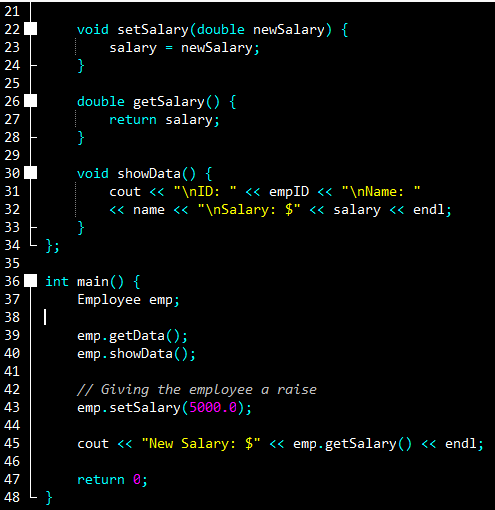 21
22 void setSalary(double newSalary) {
23 salary = newSalary;
24 }
25
26 double getSalary() {
27 return salary;
28 }
29
30 void showData() {
31 cout << "\nID: " << empID << "\nName: "
32 << name << "\nSalary: $" << salary << endl;
33 }
34 };
35
36 int main() {
37 Employee emp;
38
39 emp.getData();
40 emp.showData();
41
42 // Giving the employee a raise
43 emp.setSalary(5000.0);
44
45 cout << "New Salary: $" << emp.getSalary() << endl;
46
47 return 0;
48 }